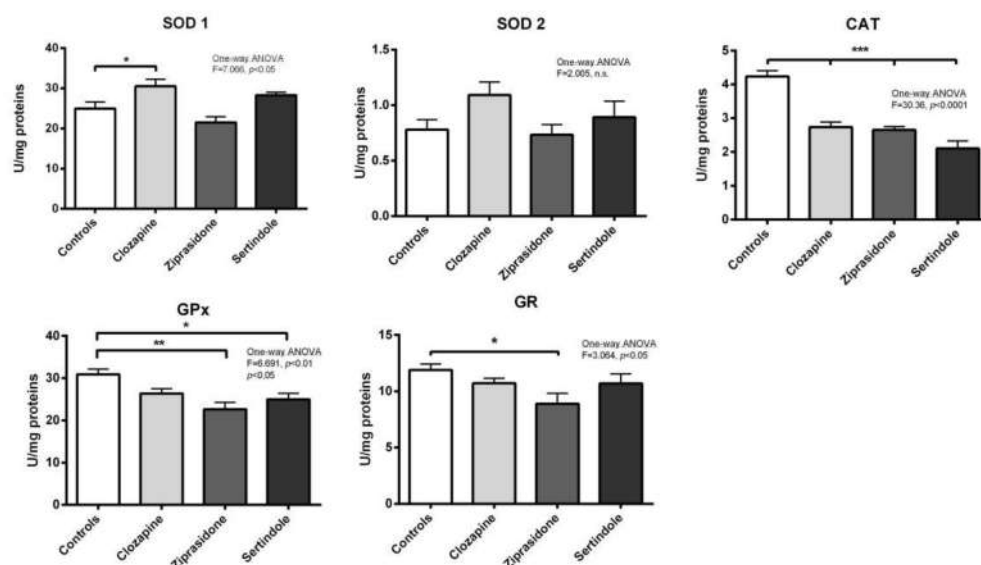 SOD 1
U/mg proteins
40
30
20
10
0
*
One-way ANOVA
F=7.066, p<0.05
Controls
Clozapine
Ziprasidone
Sertindole
SOD 2
U/mg proteins
1.5
1.0
0.5
0.0
One-way ANOVA
F=2.005, n.s.
Controls
Clozapine
Ziprasidone
Sertindole
CAT
U/mg proteins
5
4
3
2
1
0
***
One-way ANOVA
F=30.36, p<0.0001
Controls
Clozapine
Ziprasidone
Sertindole
GPx
U/mg proteins
40
30
20
10
0
*
**
One-way ANOVA
F=6.691, p<0.01
p<0,05
Controls
Clozapine
Ziprasidone
Sertindole
GR
U/mg proteins
15
10
5
0
*
One-way ANOVA
F=3.064, p<0.05
Controls
Clozapine
Ziprasidone
Sertindole